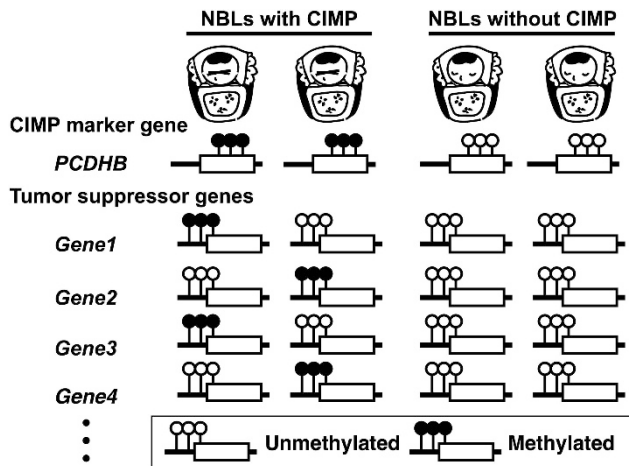 NBLs with CIMP NBLs without CIMP
CIMP marker gene
PCDHB
Tumor suppressor genes
Gene1
Gene2
Gene3
Gene4
Unmethylated Methylated